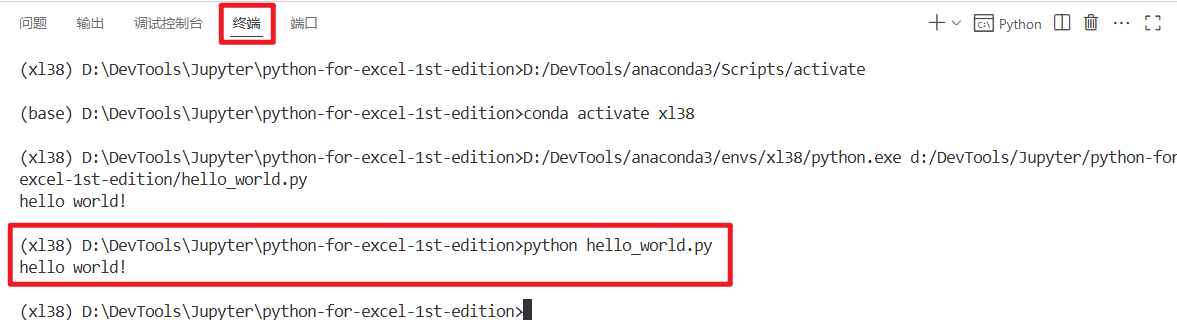 问题 输出 调试控制台 终端 端口 Python
(xl38) D:\DevTools\Jupyter\python-for-excel-1st-edition>D:/DevTools/anaconda3/Scripts/activate
(base) D:\DevTools\Jupyter\python-for-excel-1st-edition>conda activate xl38
(xl38) D:\DevTools\Jupyter\python-for-excel-1st-edition>D:/DevTools/anaconda3/envs/xl38/python.exe d:/DevTools/Jupyter/python-for-
excel-1st-edition/hello_world.py
hello world!
(xl38) D:\DevTools\Jupyter\python-for-excel-1st-edition>python hello_world.py
hello world!
(xl38) D:\DevTools\Jupyter\python-for-excel-1st-edition>